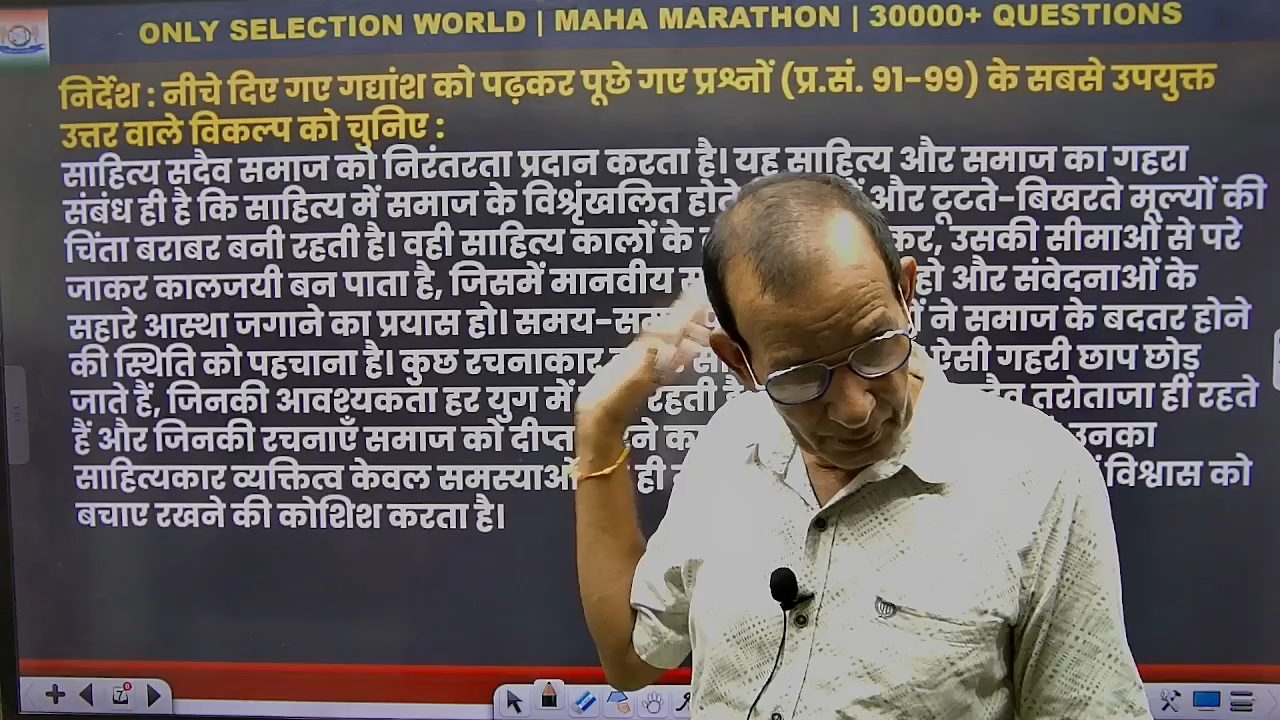 ONLY SELECTION WORLD | MAHA MARATHON | 30000+ QUESTIONS
निर्देश : नीचे दिए गए गद्यांश को पढ़कर पूछे गए प्रश्नों (प्र.सं. 91-99) के सबसे उपयुक्त
उत्तर वाले विकल्प को चुनिए :
साहित्य सदैव समाज को निरंतरता प्रदान करता है। यह साहित्य और समाज का गहरा
संबंध ही है कि साहित्य में समाज के विश्रृंखलित होते और टूटते-बिखरते मूल्यों की
चिंता बराबर बनी रहती है। वही साहित्य कालों के उसकी सीमाओं से परे
जाकर कालजयी बन पाता है, जिसमें मानवीय हो और संवेदनाओं के
सहारे आस्था जगाने का प्रयास हो। ने समाज के बदतर होने
की स्थिति को पहचाना है। कुछ रचनाकार ऐसी गहरी छाप छोड़
जाते हैं, जिनकी आवश्यकता हर युग में रहती तरोताजा ही रहते
हैं और जिनकी रचनाएँ समाज को उनका
साहित्यकार व्यक्तित्व केवल ही विश्वास को
बचाए रखने की कोशिश करता है।